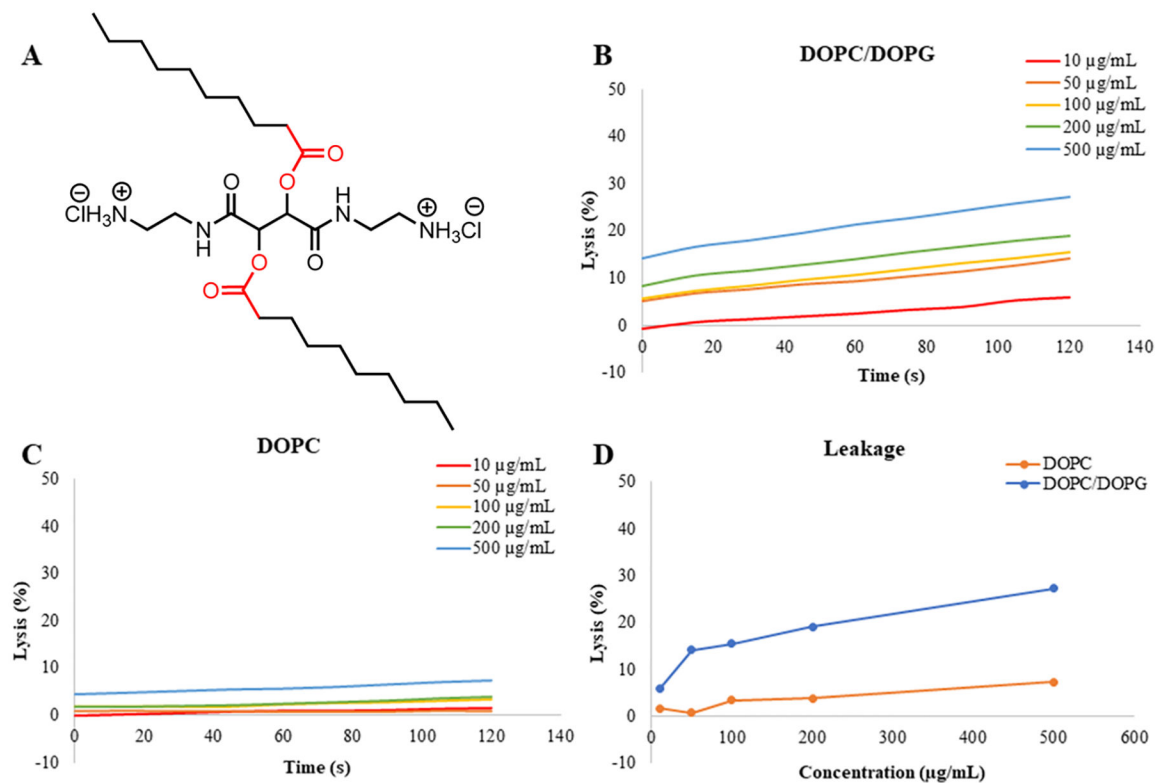 A
O
O
O
O
O
O
H
N
N
H
⊖
ClH3N
⊕
⊕
NH3Cl
⊖
B
DOPC/DOPG
10 µg/mL
50 µg/mL
100 µg/mL
200 µg/mL
500 µg/mL
Lysis (%)
50
40
30
20
10
0
-10
0 20 40 60 80 100 120 140
Time (s)
C
DOPC
10 µg/mL
50 µg/mL
100 µg/mL
200 µg/mL
500 µg/mL
Lysis (%)
50
40
30
20
10
0
-10
0 20 40 60 80 100 120 140
Time (s)
D
Leakage
DOPC
DOPC/DOPG
Lysis (%)
50
40
30
20
10
0
-10
0 100 200 300 400 500 600
Concentration (µg/mL)